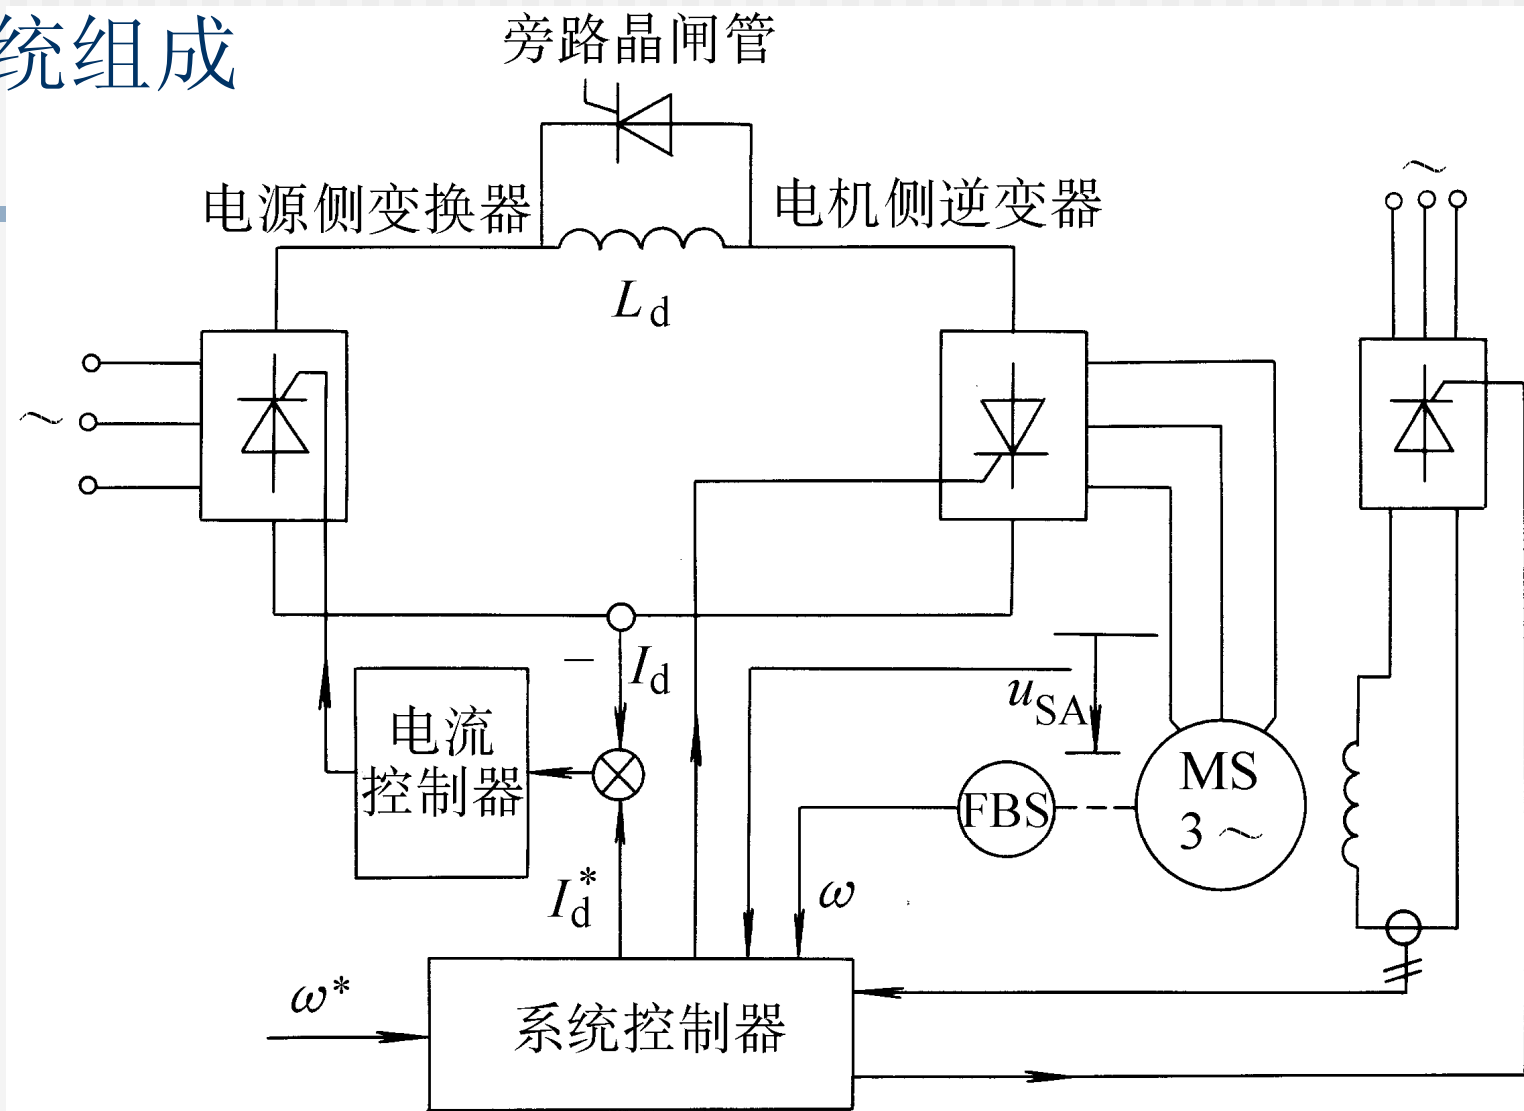 统组成
旁路晶闸管
电源侧变换器
电机侧逆变器
~
L_d
~
− I_d
u_SA
电流
控制器
MS
3 ~
FBS
I_d^*
ω
ω*
系统控制器